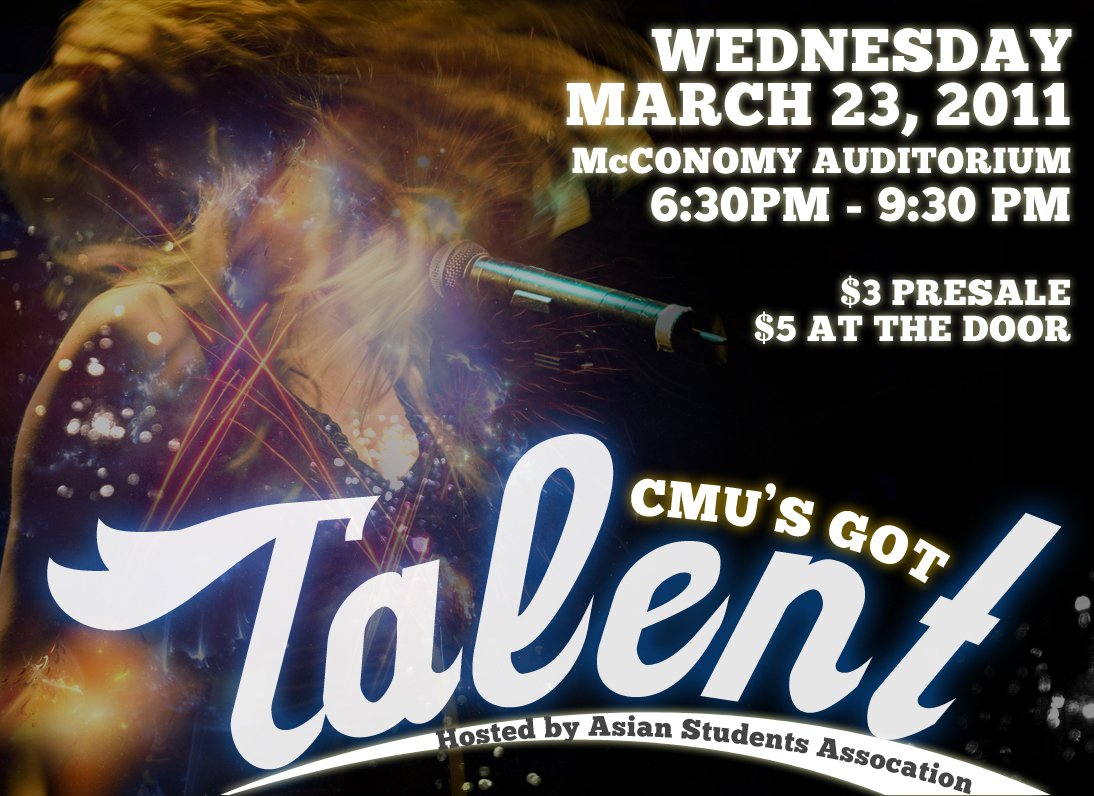 WEDNESDAY
MARCH 23, 2011
McCONOMY AUDITORIUM
6:30PM - 9:30 PM
$3 PRESALE
$5 AT THE DOOR
CMU'S GOT
Talent
Hosted by Asian Students Assocation